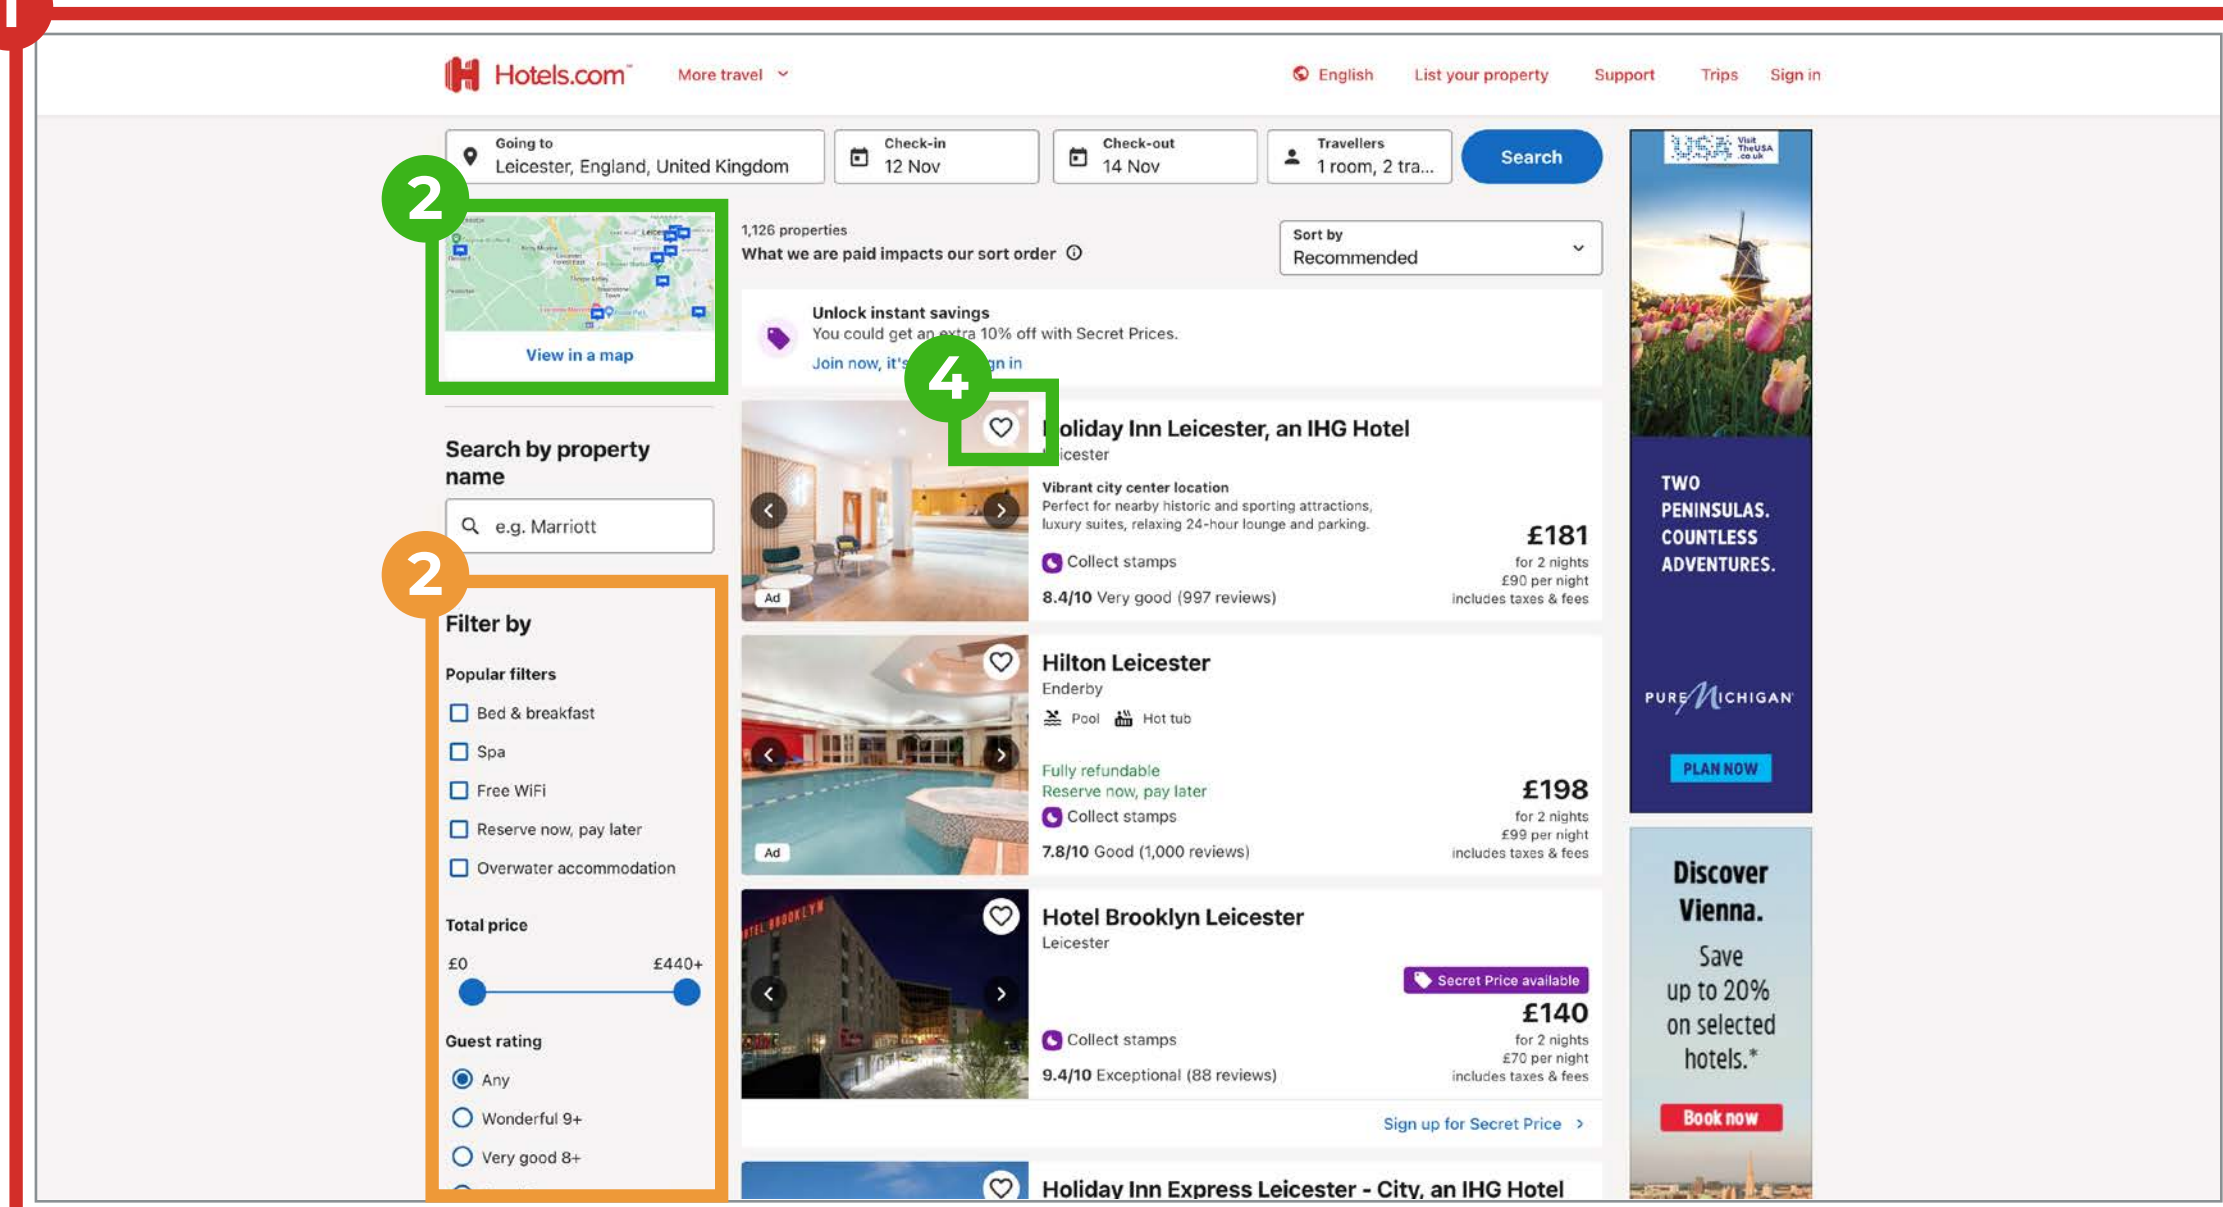 1
Hotels.com™
More travel
English
List your property
Support
Trips
Sign in
Going to
Leicester, England, United Kingdom
Check-in
12 Nov
Check-out
14 Nov
Travellers
1 room, 2 tra...
Search
2
View in a map
1,126 properties
What we are paid impacts our sort order
Sort by
Recommended
Unlock instant savings
You could get an extra 10% off with Secret Prices.
Join now, it's
in
4
Search by property
name
e.g. Marriott
2
Filter by
Popular filters
Bed & breakfast
Spa
Free WiFi
Reserve now, pay later
Overwater accommodation
Total price
£0
£440+
Guest rating
Any
Wonderful 9+
Very good 8+
Holiday Inn Leicester, an IHG Hotel
Leicester
Vibrant city center location
Perfect for nearby historic and sporting attractions,
luxury suites, relaxing 24-hour lounge and parking.
Collect stamps
8.4/10 Very good (997 reviews)
£181
for 2 nights
£90 per night
includes taxes & fees
Ad
Hilton Leicester
Enderby
Pool
Hot tub
Fully refundable
Reserve now, pay later
Collect stamps
7.8/10 Good (1,000 reviews)
£198
for 2 nights
£99 per night
includes taxes & fees
Ad
HOTEL BROOKLYN
Hotel Brooklyn Leicester
Leicester
Secret Price available
£140
for 2 nights
£70 per night
includes taxes & fees
Collect stamps
9.4/10 Exceptional (88 reviews)
Sign up for Secret Price
Holiday Inn Express Leicester - City, an IHG Hotel
USA
Visit
TheUSA
.co.uk
TWO
PENINSULAS.
COUNTLESS
ADVENTURES.
PURE MICHIGAN
PLAN NOW
Discover
Vienna.
Save
up to 20%
on selected
hotels.*
Book now